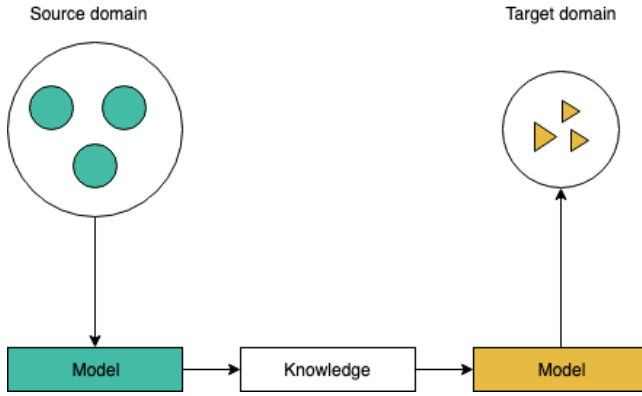 Source domain
Target domain
Model
Knowledge
Model